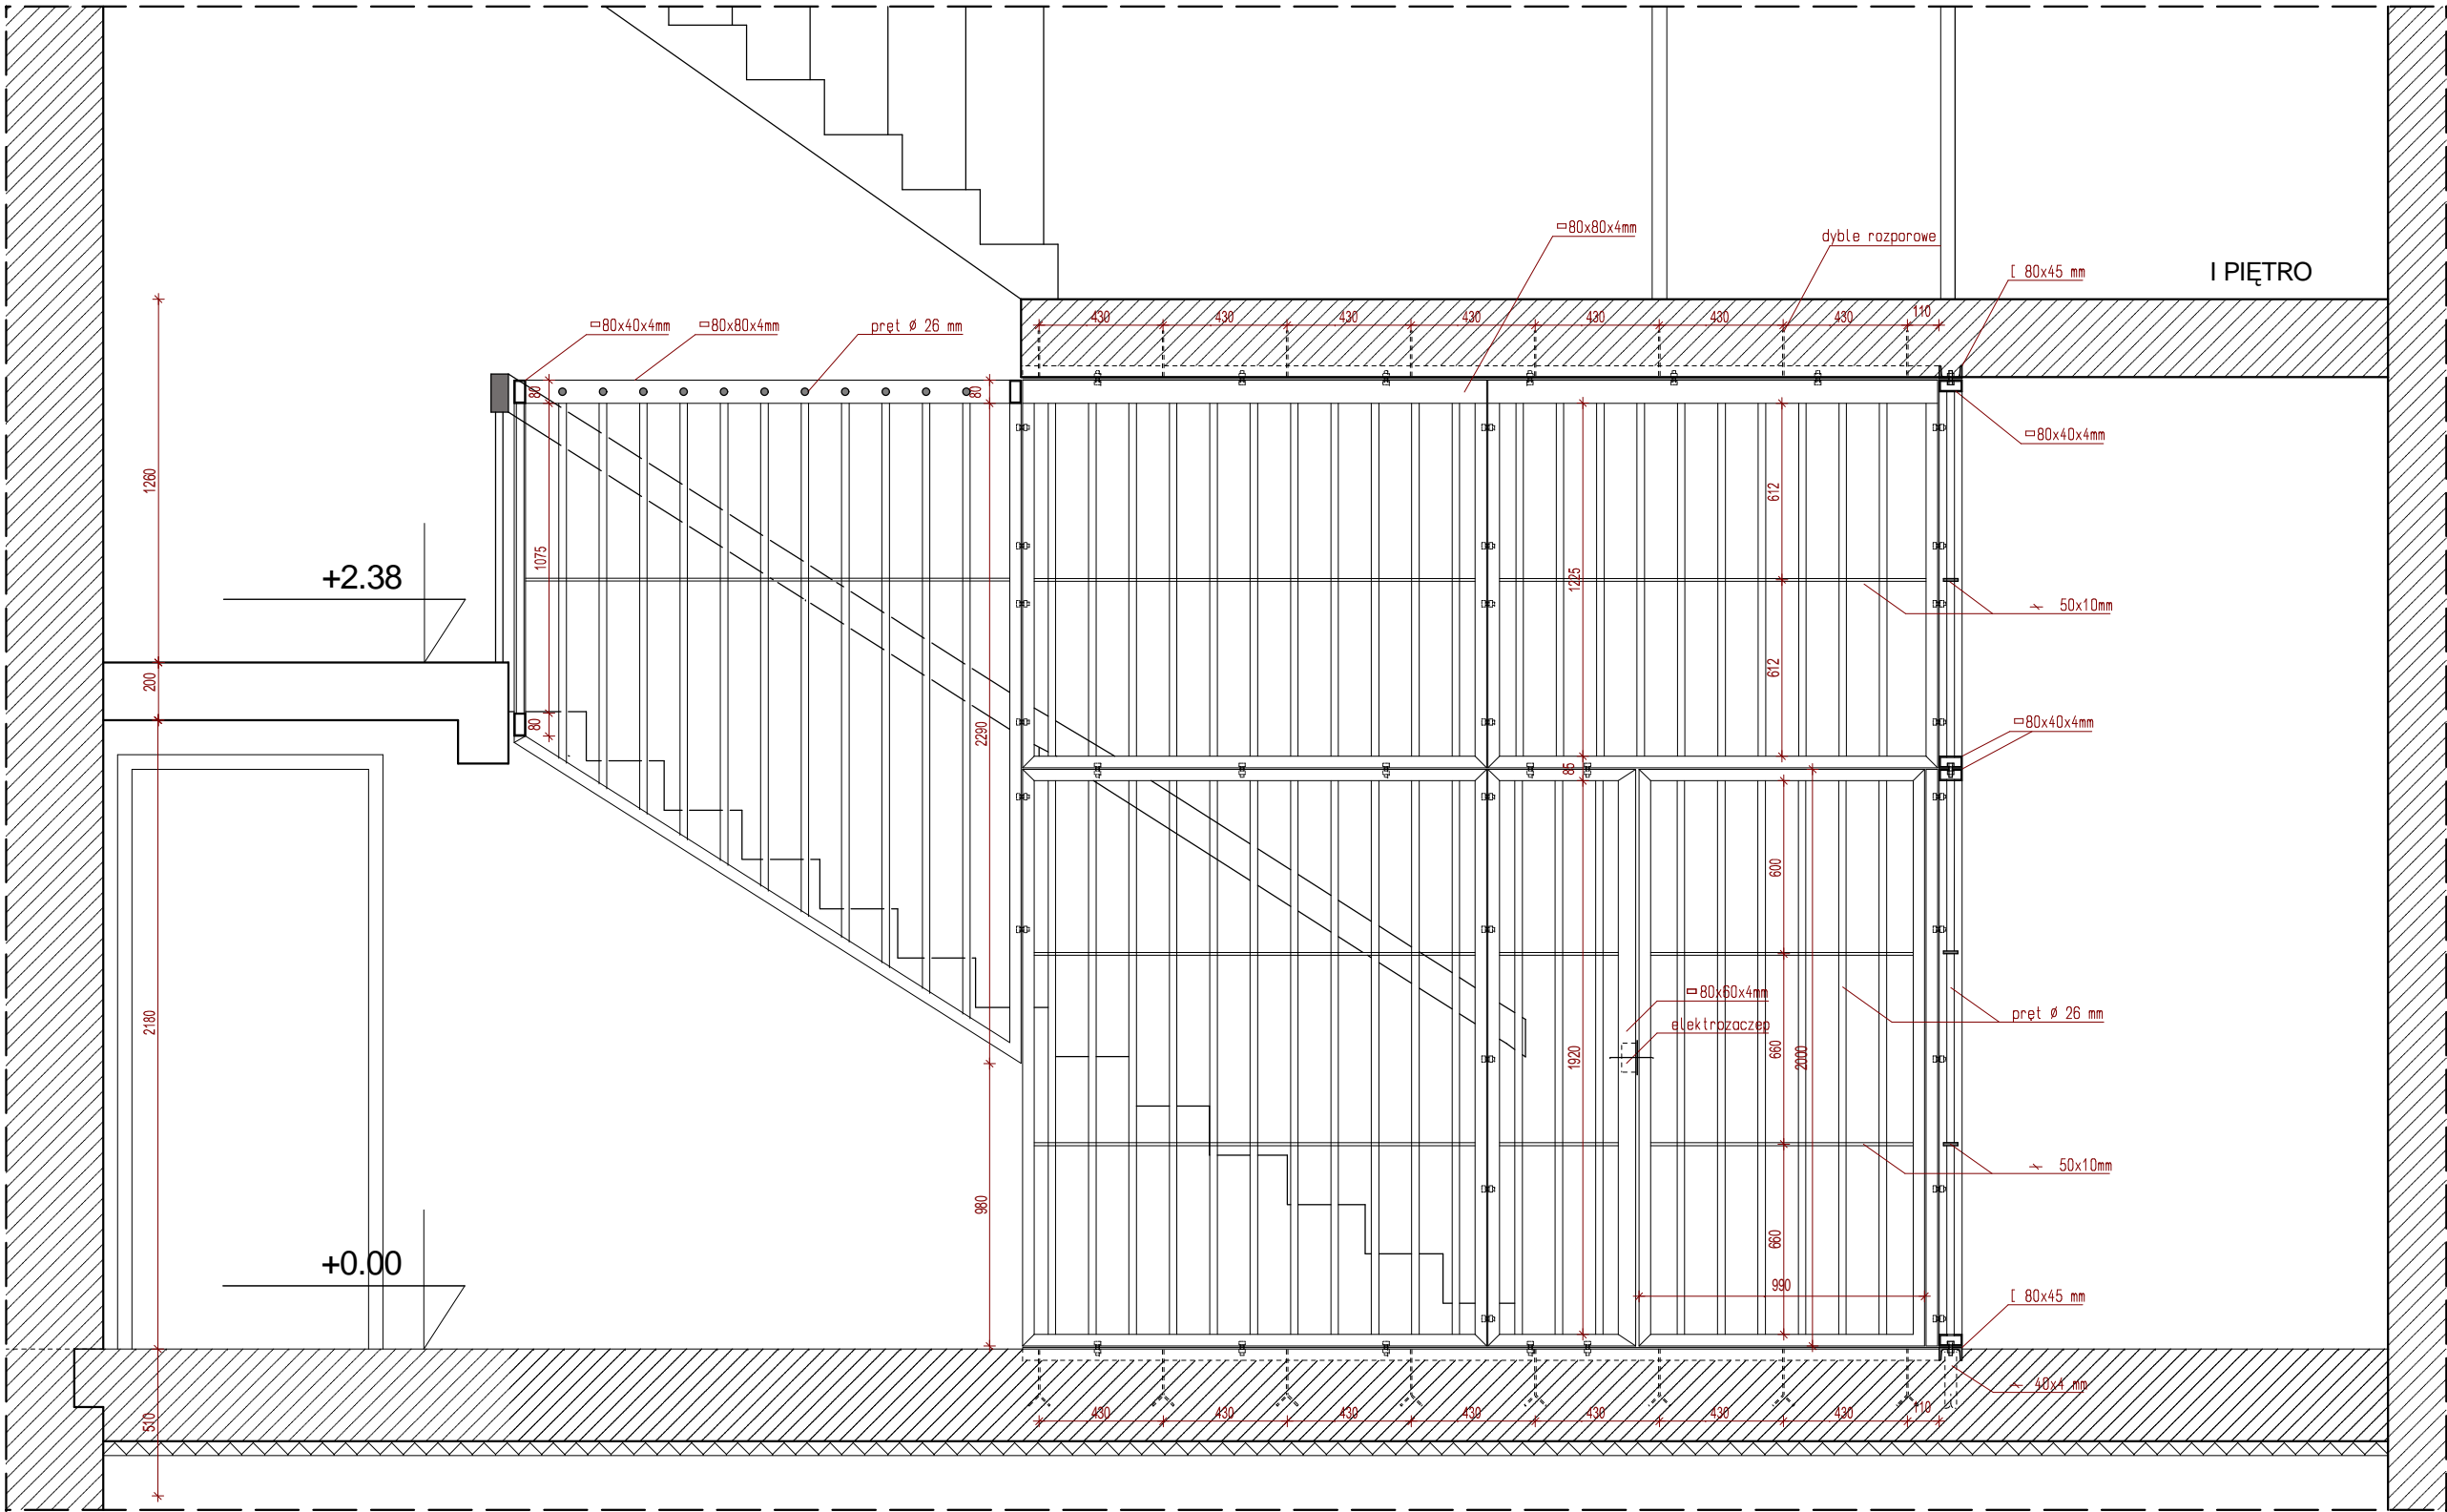 ▭80x80x4mm
dyble rozporowe
[ 80x45 mm
I PIĘTRO
430 430 430 430 430 430 430 110
▭80x40x4mm
▭80x80x4mm
pręt ø 26 mm
80
80
▭80x40x4mm
1260
612
1075
1225
+2.38
50x10mm
200
612
80
2290
▭80x40x4mm
85
600
2180
▭80x60x4mm
elektrozaczep
pręt ø 26 mm
1920
660
2000
50x10mm
980
660
+0.00
990
[ 80x45 mm
40x4 mm
510
430 430 430 430 430 430 430 110